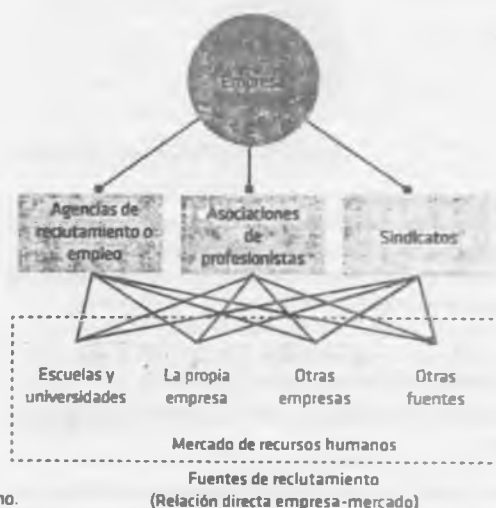 Empresa
Agencias de
reclutamiento o
empleo
Asociaciones
de
profesionistas
Sindicatos
Escuelas y
universidades
La propia
empresa
Otras
empresas
Otras
fuentes
Mercado de recursos humanos
Fuentes de reclutamiento
(Relación directa empresa-mercado)